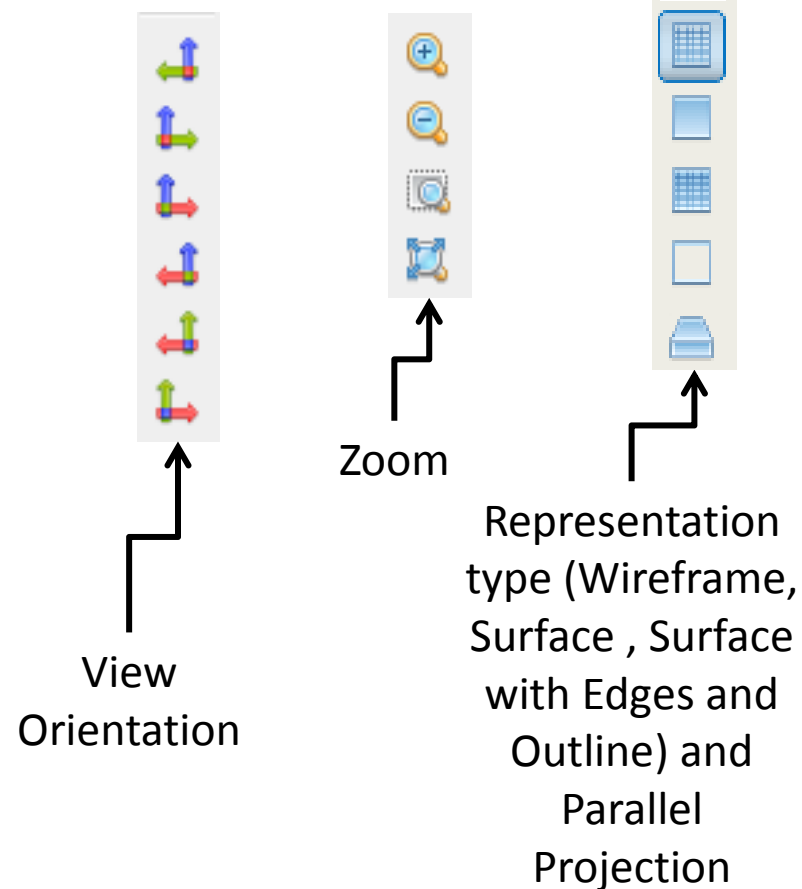 View
Orientation
Zoom
Representation
type (Wireframe,
Surface , Surface
with Edges and
Outline) and
Parallel
Projection